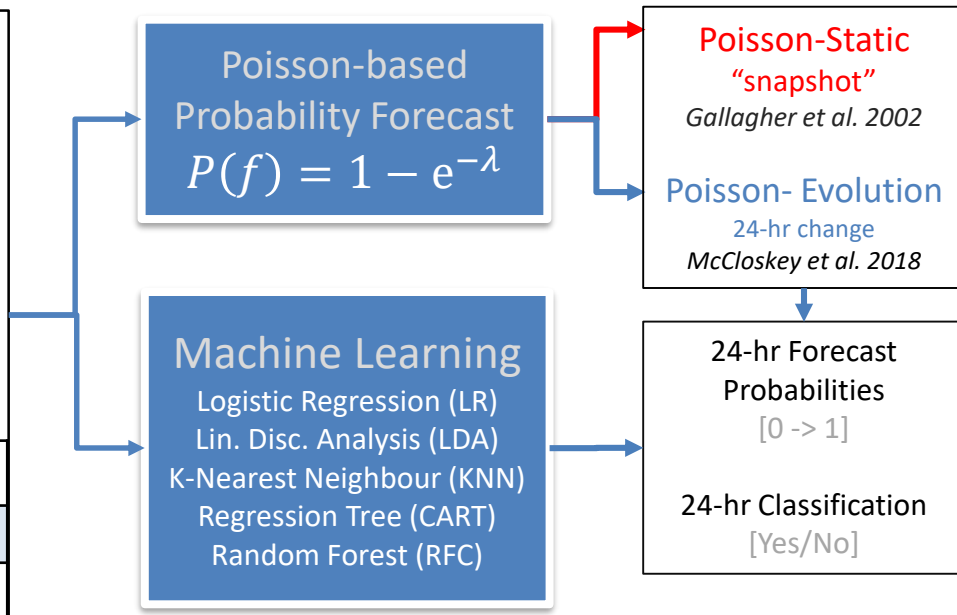 Poisson-based
Probability Forecast
P(f) = 1 − e^{−λ}
Poisson-Static
“snapshot”
Gallagher et al. 2002
Poisson- Evolution
24-hr change
McCloskey et al. 2018
Machine Learning
Logistic Regression (LR)
Lin. Disc. Analysis (LDA)
K-Nearest Neighbour (KNN)
Regression Tree (CART)
Random Forest (RFC)
24-hr Forecast
Probabilities
[0 -> 1]
24-hr Classification
[Yes/No]